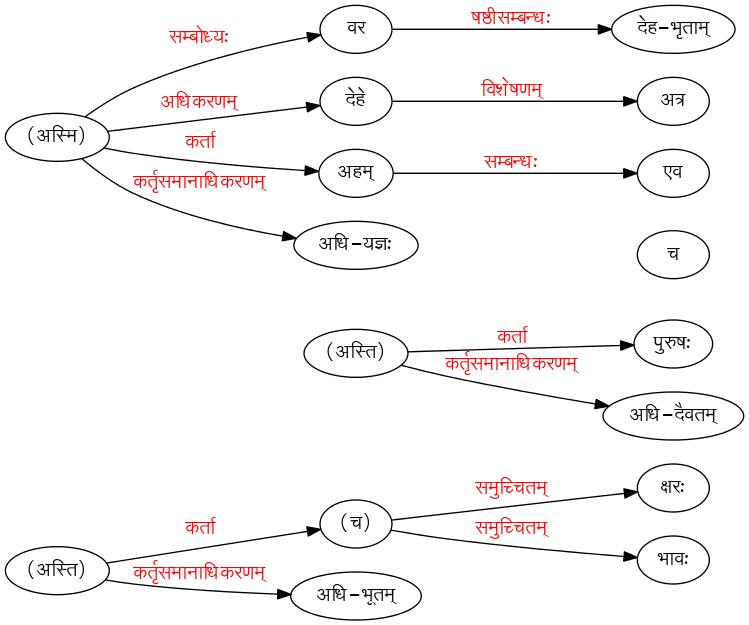 सम्बोध्यः
वर
षष्ठीसम्बन्धः
देह-भृताम्
अधिकरणम्
देहे
विशेषणम्
अत्र
(अस्मि)
कर्ता
अहम्
सम्बन्धः
एव
कर्तृसमानाधिकरणम्
अधि-यज्ञः
च
(अस्ति)
कर्ता
पुरुषः
कर्तृसमानाधिकरणम्
अधि-दैवतम्
समुच्चितम्
क्षरः
कर्ता
(च)
समुच्चितम्
भावः
(अस्ति)
कर्तृसमानाधिकरणम्
अधि-भूतम्